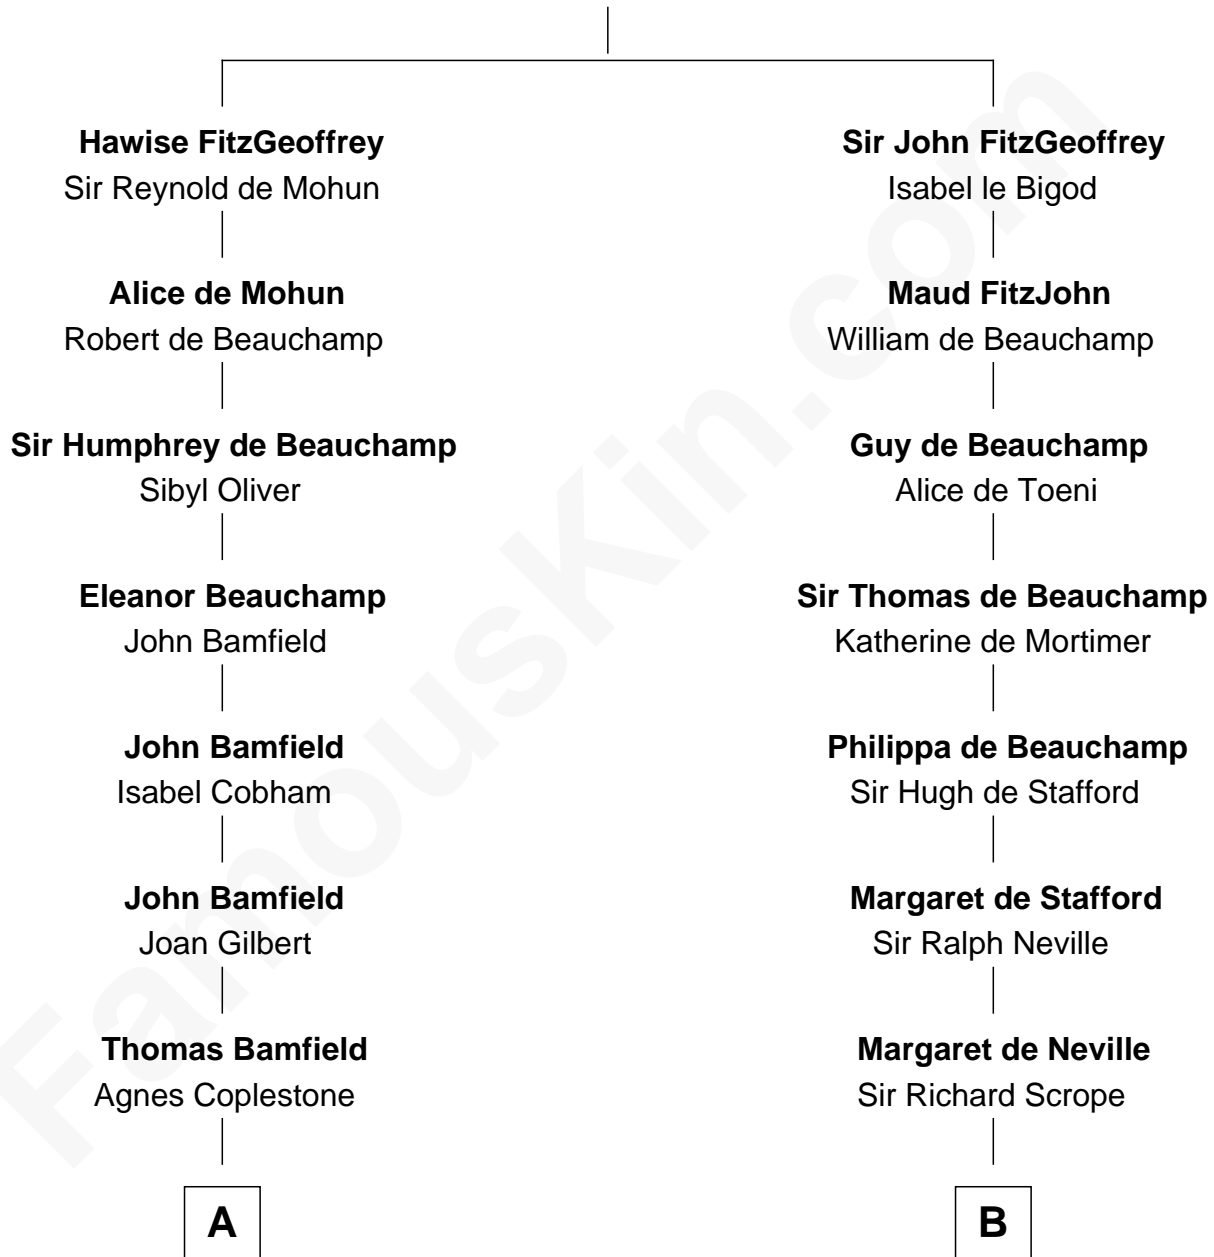 Hawise FitzGeoffrey
Sir Reynold de Mohun
Alice de Mohun
Robert de Beauchamp
Sir Humphrey de Beauchamp
Sibyl Oliver
Eleanor Beauchamp
John Bamfield
John Bamfield
Isabel Cobham
John Bamfield
Joan Gilbert
Thomas Bamfield
Agnes Coplestone
A
Sir John FitzGeoffrey
Isabel le Bigod
Maud FitzJohn
William de Beauchamp
Guy de Beauchamp
Alice de Toeni
Sir Thomas de Beauchamp
Katherine de Mortimer
Philippa de Beauchamp
Sir Hugh de Stafford
Margaret de Stafford
Sir Ralph Neville
Margaret de Neville
Sir Richard Scrope
B
FamousKin.com